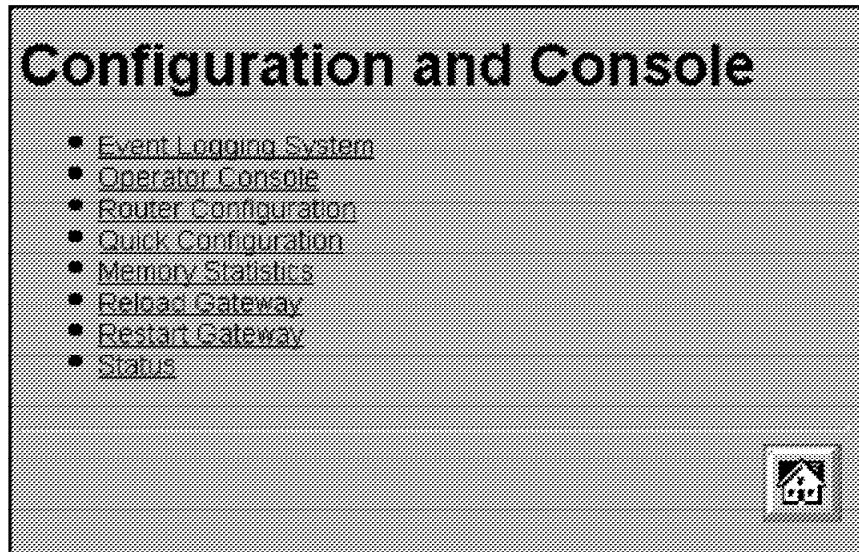 Configuration and Console
Event Logging System
Operator Console
Router Configuration
Quick Configuration
Memory Statistics
Reload Gateway
Restart Gateway
Status